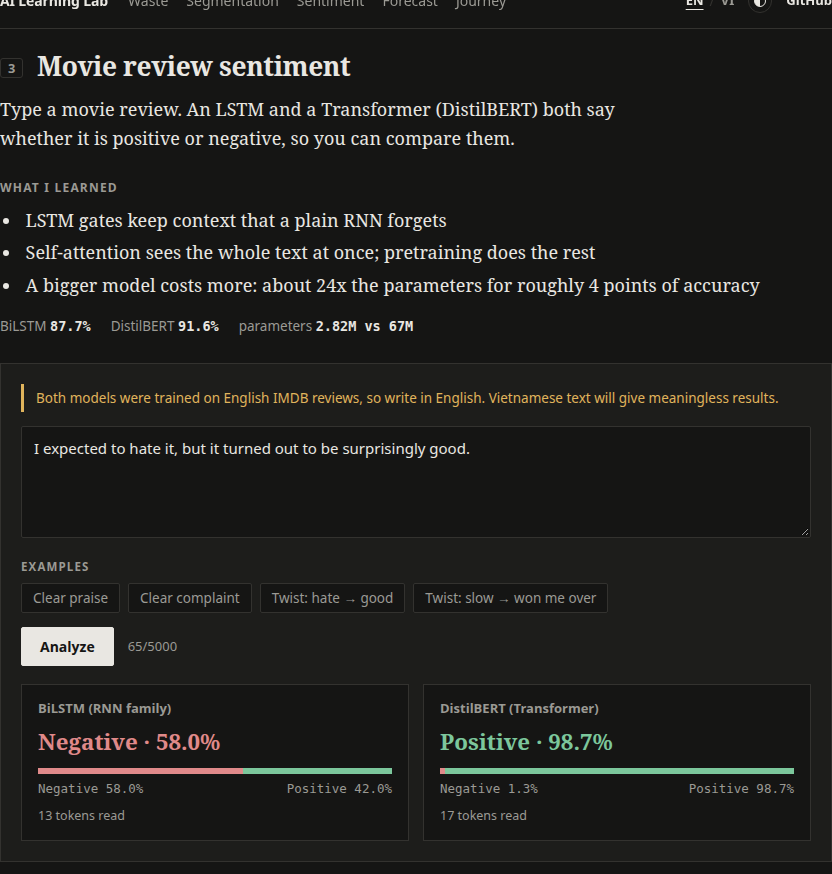 AI Learning Lab Waste Segmentation Sentiment Forecast Journey EN / VI GitHub
3 Movie review sentiment
Type a movie review. An LSTM and a Transformer (DistilBERT) both say
whether it is positive or negative, so you can compare them.
WHAT I LEARNED
• LSTM gates keep context that a plain RNN forgets
• Self-attention sees the whole text at once; pretraining does the rest
• A bigger model costs more: about 24x the parameters for roughly 4 points of accuracy
BiLSTM 87.7% DistilBERT 91.6% parameters 2.82M vs 67M
Both models were trained on English IMDB reviews, so write in English. Vietnamese text will give meaningless results.
I expected to hate it, but it turned out to be surprisingly good.
EXAMPLES
Clear praise Clear complaint Twist: hate → good Twist: slow → won me over
Analyze 65/5000
BiLSTM (RNN family)
Negative · 58.0%
Negative 58.0% Positive 42.0%
13 tokens read
DistilBERT (Transformer)
Positive · 98.7%
Negative 1.3% Positive 98.7%
17 tokens read